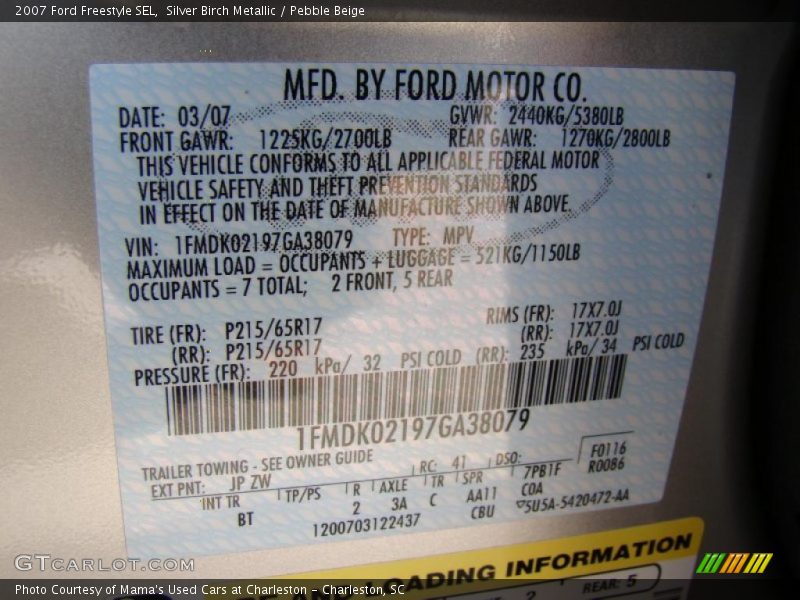 2007 Ford Freestyle SEL, Silver Birch Metallic / Pebble Beige
MFD. BY FORD MOTOR CO.
DATE: 03/07 GVWR: 2440KG/5380LB
FRONT GAWR: 1225KG/2700LB REAR GAWR: 1270KG/2800LB
THIS VEHICLE CONFORMS TO ALL APPLICABLE FEDERAL MOTOR
VEHICLE SAFETY AND THEFT PREVENTION STANDARDS
IN EFFECT ON THE DATE OF MANUFACTURE SHOWN ABOVE.
VIN: 1FMDK02197GA38079 TYPE: MPV
MAXIMUM LOAD = OCCUPANTS + LUGGAGE = 521KG/1150LB
OCCUPANTS = 7 TOTAL; 2 FRONT, 5 REAR
TIRE (FR): P215/65R17 RIMS (FR): 17X7.0J
(RR): P215/65R17 (RR): 17X7.0J
PRESSURE (FR): 220 kPa/ 32 PSI COLD (RR): 235 kPa/ 34 PSI COLD
1FMDK02197GA38079
TRAILER TOWING - SEE OWNER GUIDE
EXT PNT: JP ZW RC: 41 DSO: F0116
R0086
INT TR TP/PS R AXLE TR SPR 7PB1F
BT 2 3A C AA11 COA
1200703122437 CBU 5U5A-5420472-AA
LOADING INFORMATION
2 REAR: 5
GTCarLot.com
Photo Courtesy of Mama's Used Cars at Charleston - Charleston, SC